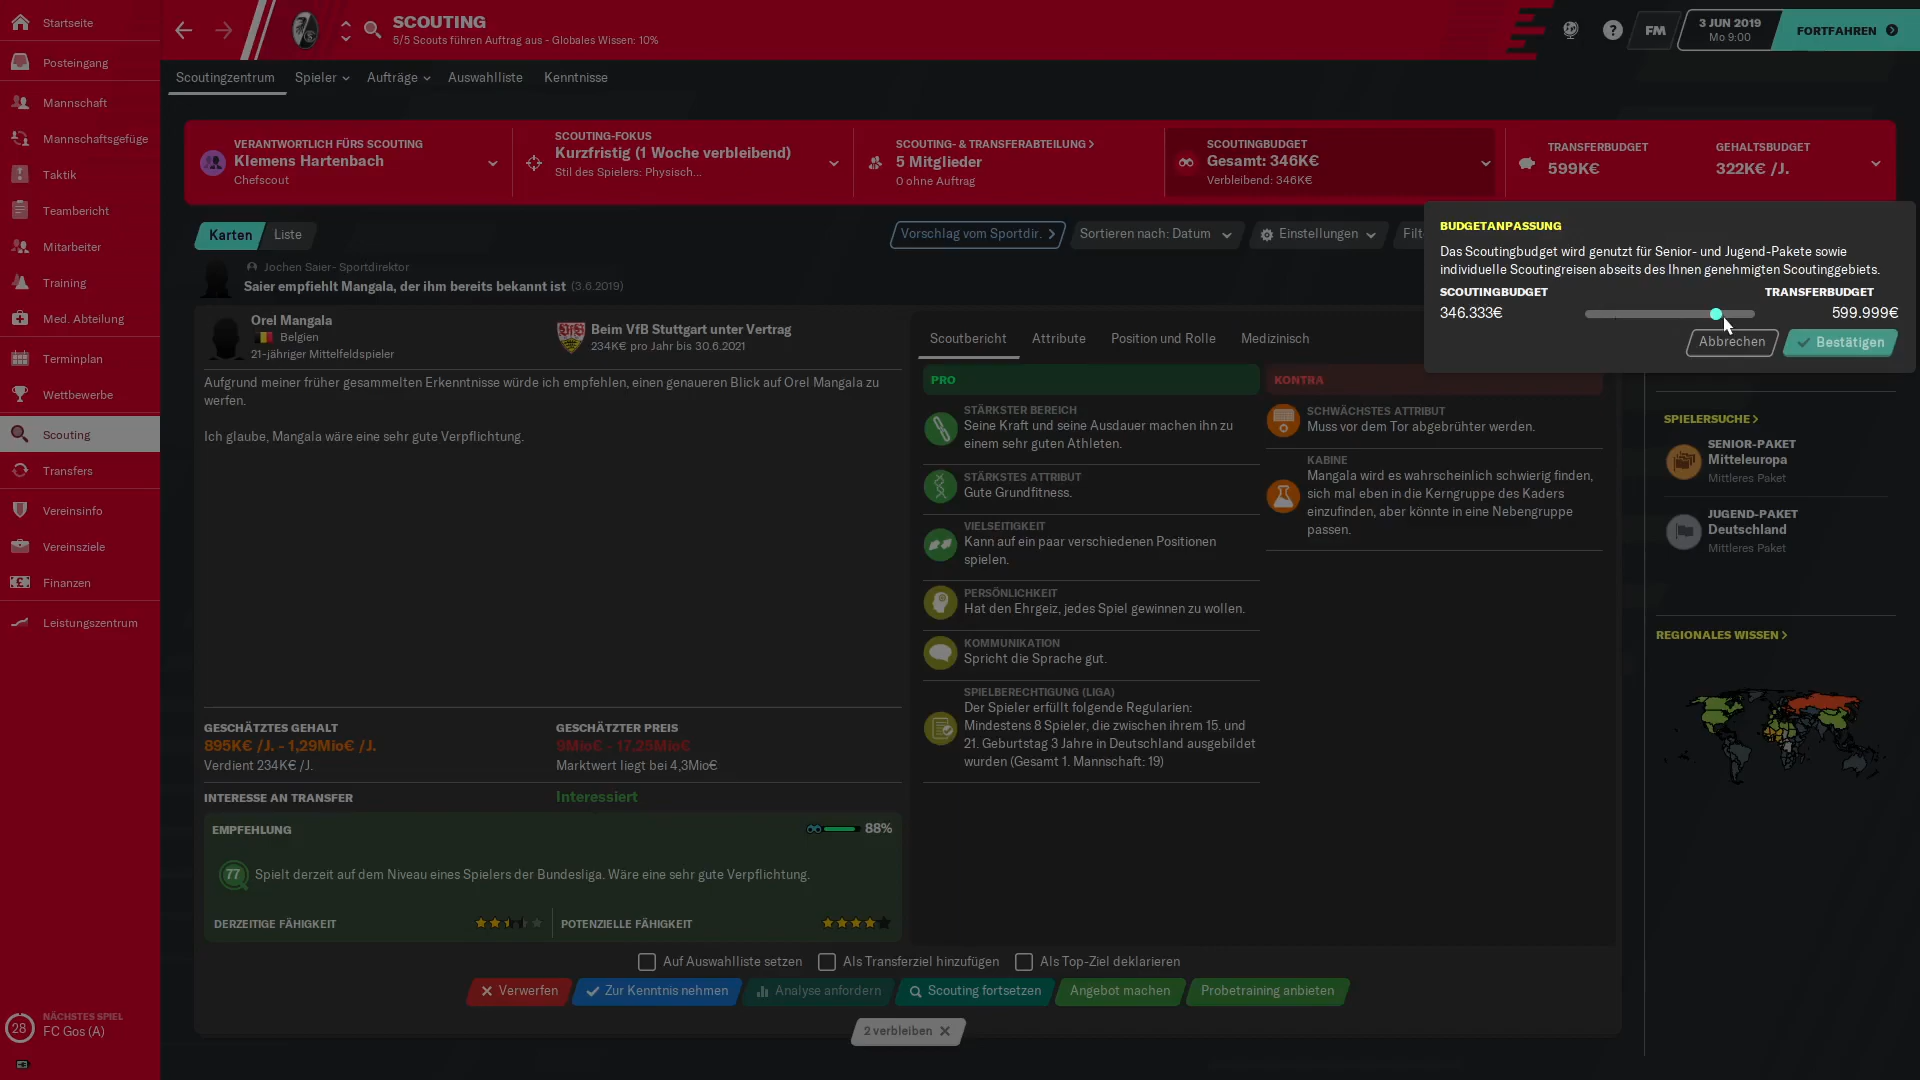 Startseite
Posteingang
Mannschaft
Mannschaftsgefüge
Taktik
Teambericht
Mitarbeiter
Training
Med. Abteilung
Terminplan
Wettbewerbe
Scouting
Transfers
Vereinsinfo
Vereinsziele
Finanzen
Leistungszentrum
28
NÄCHSTES SPIEL
FC Gos (A)
SCOUTING
5/5 Scouts führen Auftrag aus - Globales Wissen: 10%
FM
3 JUN 2019
Mo 9:00
FORTFAHREN
Scoutingzentrum Spieler Aufträge Auswahlliste Kenntnisse
VERANTWORTLICH FÜRS SCOUTING
Klemens Hartenbach
Chefscout
SCOUTING-FOKUS
Kurzfristig (1 Woche verbleibend)
Stil des Spielers: Physisch...
SCOUTING- & TRANSFERABTEILUNG
5 Mitglieder
0 ohne Auftrag
SCOUTINGBUDGET
Gesamt: 346K€
Verbleibend: 346K€
TRANSFERBUDGET
599K€
GEHALTSBUDGET
322K€ /J.
Karten Liste
Vorschlag vom Sportdir. Sortieren nach: Datum Einstellungen Filt
BUDGETANPASSUNG
Das Scoutingbudget wird genutzt für Senior- und Jugend-Pakete sowie
individuelle Scoutingreisen abseits des Ihnen genehmigten Scoutinggebiets.
SCOUTINGBUDGET TRANSFERBUDGET
346.333€ 599.999€
Abbrechen Bestätigen
Jochen Saier- Sportdirektor
Saier empfiehlt Mangala, der ihm bereits bekannt ist (3.6.2019)
Orel Mangala
Belgien
21-jähriger Mittelfeldspieler
Beim VfB Stuttgart unter Vertrag
234K€ pro Jahr bis 30.6.2021
Aufgrund meiner früher gesammelten Erkenntnisse würde ich empfehlen, einen genaueren Blick auf Orel Mangala zu
werfen.
Ich glaube, Mangala wäre eine sehr gute Verpflichtung.
GESCHÄTZTES GEHALT
895K€ /J. - 1,29Mio€ /J.
Verdient 234K€ /J.
GESCHÄTZTER PREIS
9Mio€ - 17,25Mio€
Marktwert liegt bei 4,3Mio€
INTERESSE AN TRANSFER Interessiert
EMPFEHLUNG 88%
77 Spielt derzeit auf dem Niveau eines Spielers der Bundesliga. Wäre eine sehr gute Verpflichtung.
DERZEITIGE FÄHIGKEIT POTENZIELLE FÄHIGKEIT
Scoutbericht Attribute Position und Rolle Medizinisch
PRO
STÄRKSTER BEREICH
Seine Kraft und seine Ausdauer machen ihn zu
einem sehr guten Athleten.
STÄRKSTES ATTRIBUT
Gute Grundfitness.
VIELSEITIGKEIT
Kann auf ein paar verschiedenen Positionen
spielen.
PERSÖNLICHKEIT
Hat den Ehrgeiz, jedes Spiel gewinnen zu wollen.
KOMMUNIKATION
Spricht die Sprache gut.
SPIELBERECHTIGUNG (LIGA)
Der Spieler erfüllt folgende Regularien:
Mindestens 8 Spieler, die zwischen ihrem 15. und
21. Geburtstag 3 Jahre in Deutschland ausgebildet
wurden (Gesamt 1. Mannschaft: 19)
KONTRA
SCHWÄCHSTES ATTRIBUT
Muss vor dem Tor abgebrühter werden.
KABINE
Mangala wird es wahrscheinlich schwierig finden,
sich mal eben in die Kerngruppe des Kaders
einzufinden, aber könnte in eine Nebengruppe
passen.
SPIELERSUCHE
SENIOR-PAKET
Mitteleuropa
Mittleres Paket
JUGEND-PAKET
Deutschland
Mittleres Paket
REGIONALES WISSEN
Auf Auswahlliste setzen Als Transferziel hinzufügen Als Top-Ziel deklarieren
Verwerfen Zur Kenntnis nehmen Analyse anfordern Scouting fortsetzen Angebot machen Probetraining anbieten
2 verbleiben